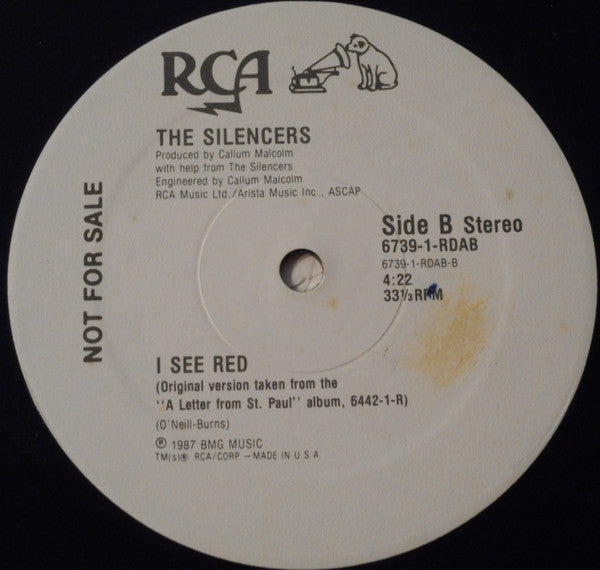 RCA
THE SILENCERS
Produced by Callum Malcolm
with help from The Silencers
Engineered by Callum Malcolm
RCA Music Ltd./Arista Music Inc., ASCAP
NOT FOR SALE
Side B Stereo
6739-1-RDAB
6739-1-RDAB-B
4:22
33⅓RPM
I SEE RED
(Original version taken from the
''A Letter from St. Paul'' album, 6442-1-R)
(O'Neill-Burns)
℗ 1987 BMG MUSIC
TM(s)® RCA/CORP —MADE IN U S A